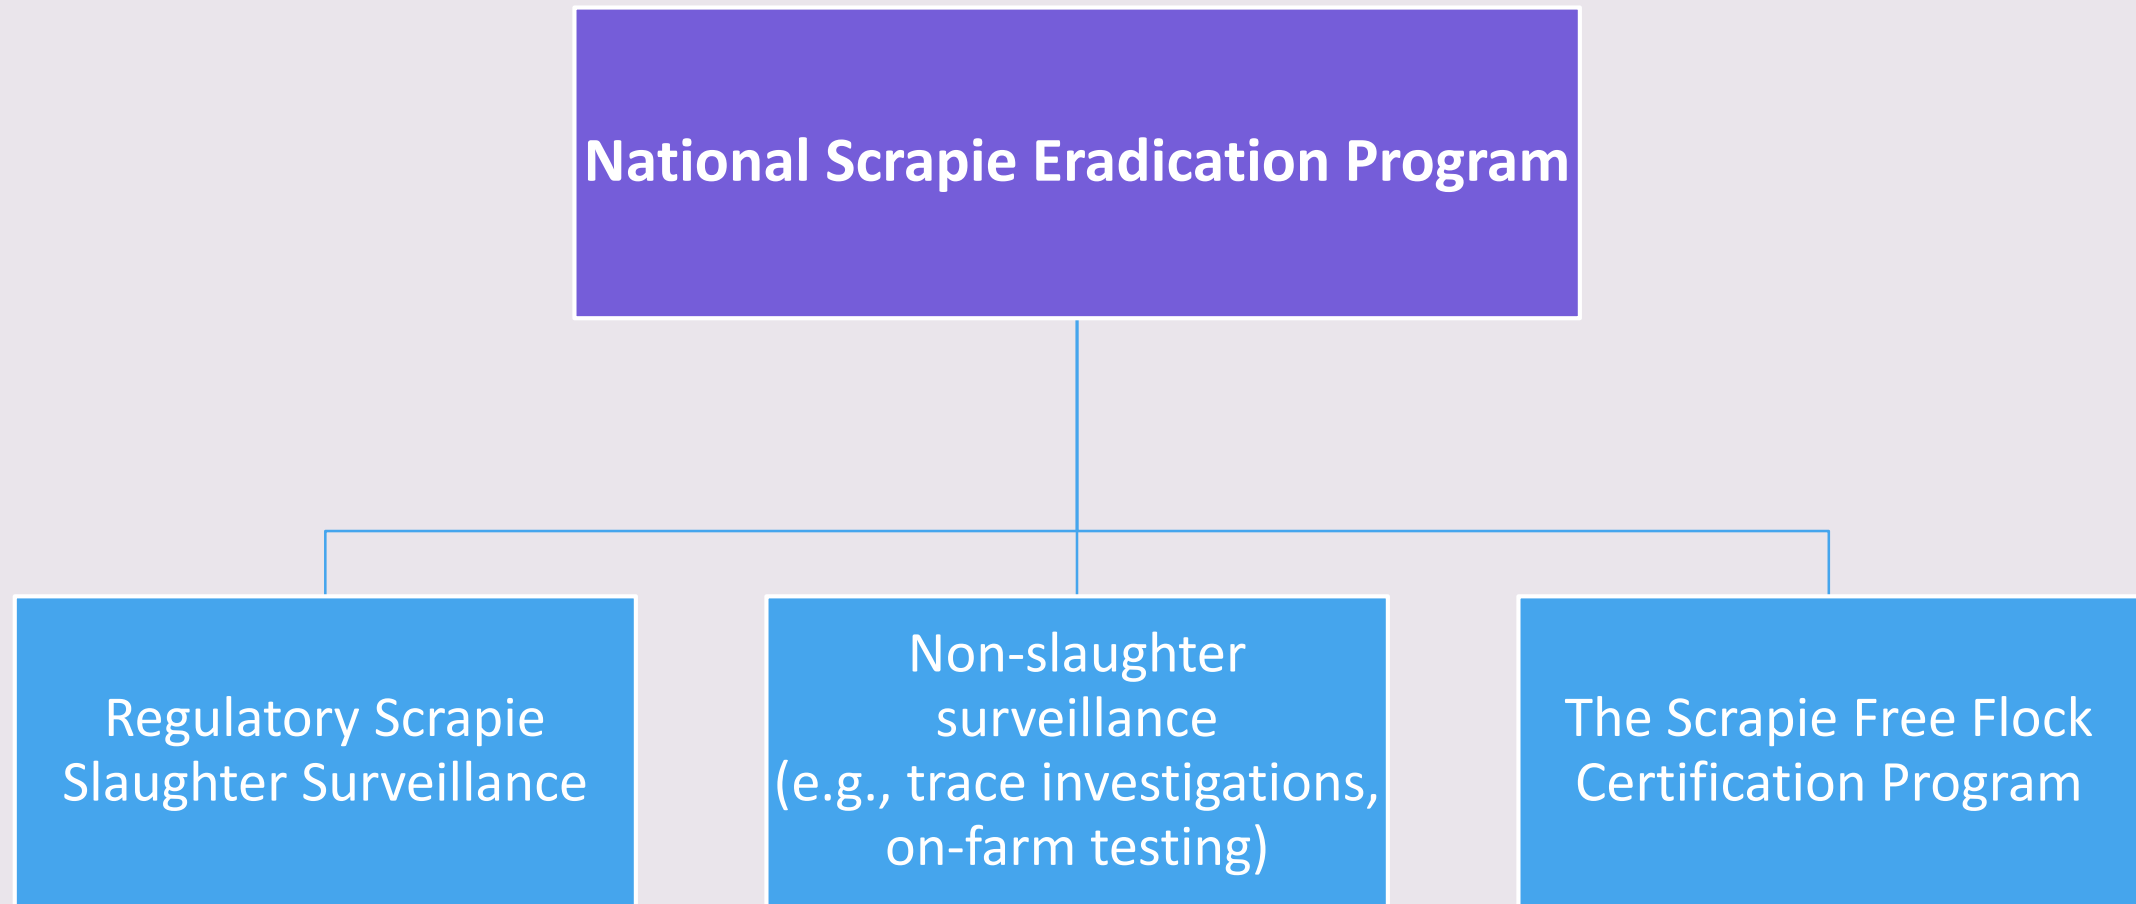 National Scrapie Eradication Program
Regulatory Scrapie
Slaughter Surveillance
Non-slaughter
surveillance
(e.g., trace investigations,
on-farm testing)
The Scrapie Free Flock
Certification Program